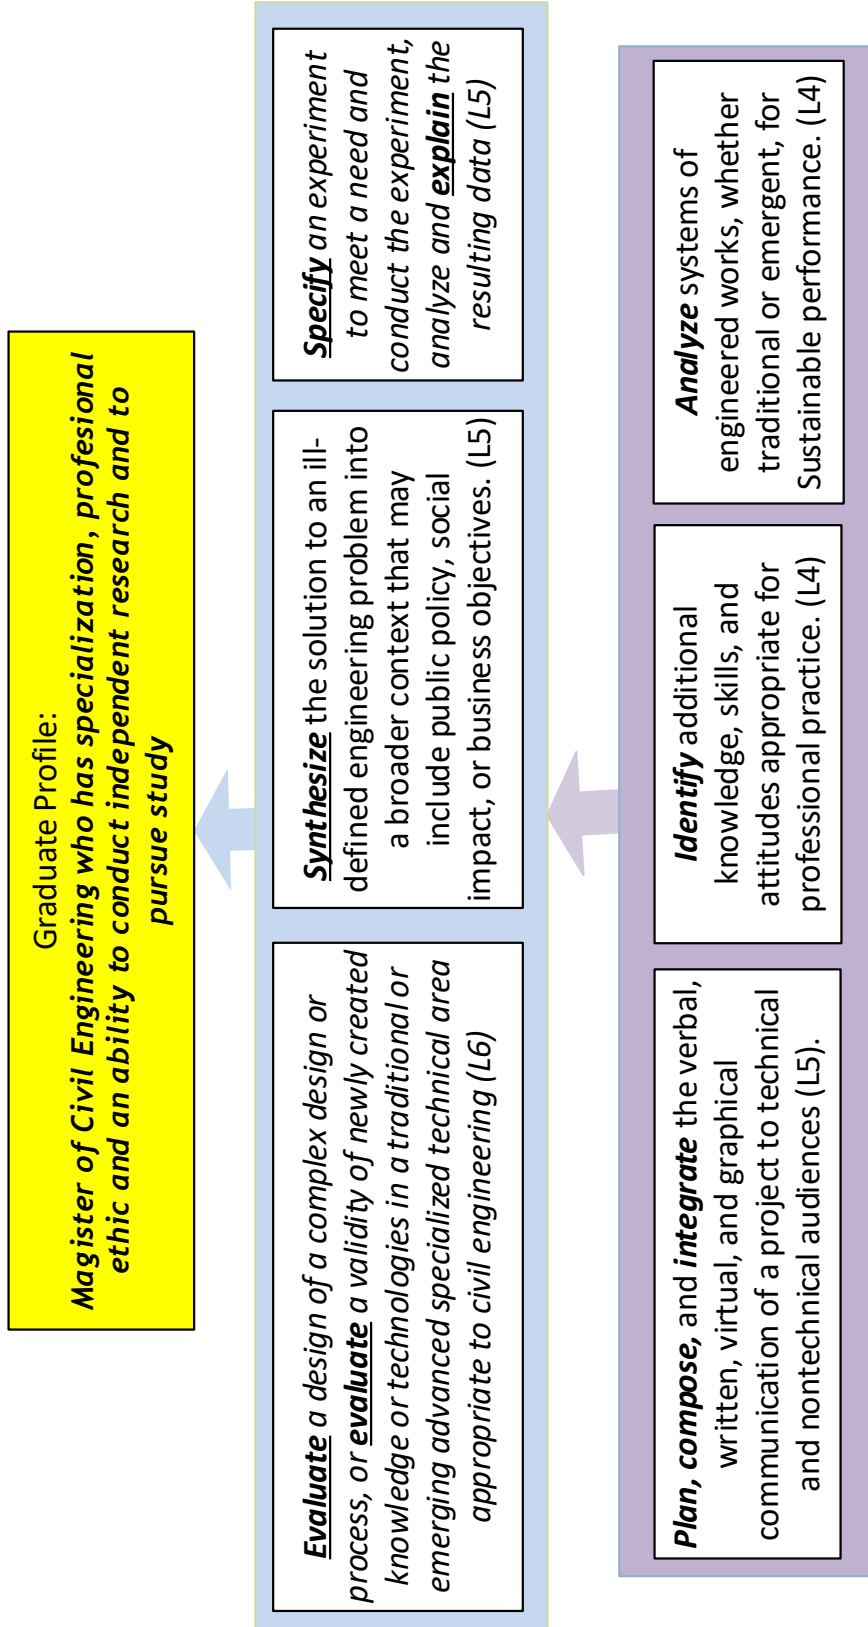 Graduate Profile:
Magister of Civil Engineering who has specialization, profesional
ethic and an ability to conduct independent research and to
pursue study
Evaluate a design of a complex design or
process, or evaluate a validity of newly created
knowledge or technologies in a traditional or
emerging advanced specialized technical area
appropriate to civil engineering (L6)
Synthesize the solution to an ill-
defined engineering problem into
a broader context that may
include public policy, social
impact, or business objectives. (L5)
Specify an experiment
to meet a need and
conduct the experiment,
analyze and explain the
resulting data (L5)
Plan, compose, and integrate the verbal,
written, virtual, and graphical
communication of a project to technical
and nontechnical audiences (L5).
Identify additional
knowledge, skills, and
attitudes appropriate for
professional practice. (L4)
Analyze systems of
engineered works, whether
traditional or emergent, for
Sustainable performance. (L4)